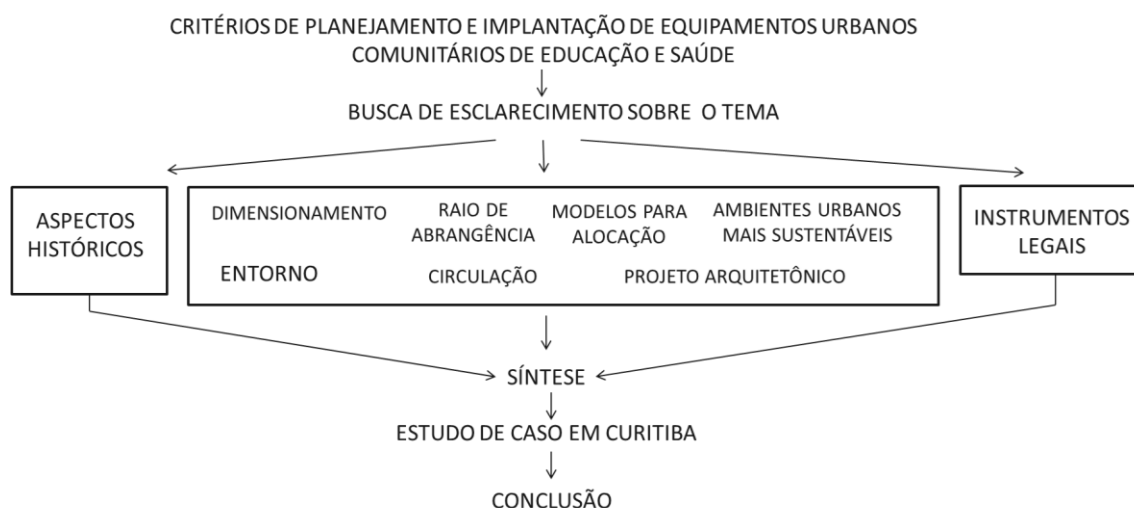 CRITÉRIOS DE PLANEJAMENTO E IMPLANTAÇÃO DE EQUIPAMENTOS URBANOS
COMUNITÁRIOS DE EDUCAÇÃO E SAÚDE
BUSCA DE ESCLARECIMENTO SOBRE O TEMA
ASPECTOS
HISTÓRICOS
DIMENSIONAMENTO
RAIO DE
ABRANGÊNCIA
MODELOS PARA
ALOCAÇÃO
AMBIENTES URBANOS
MAIS SUSTENTÁVEIS
ENTORNO
CIRCULAÇÃO
PROJETO ARQUITETÔNICO
INSTRUMENTOS
LEGAIS
SÍNTESE
ESTUDO DE CASO EM CURITIBA
CONCLUSÃO